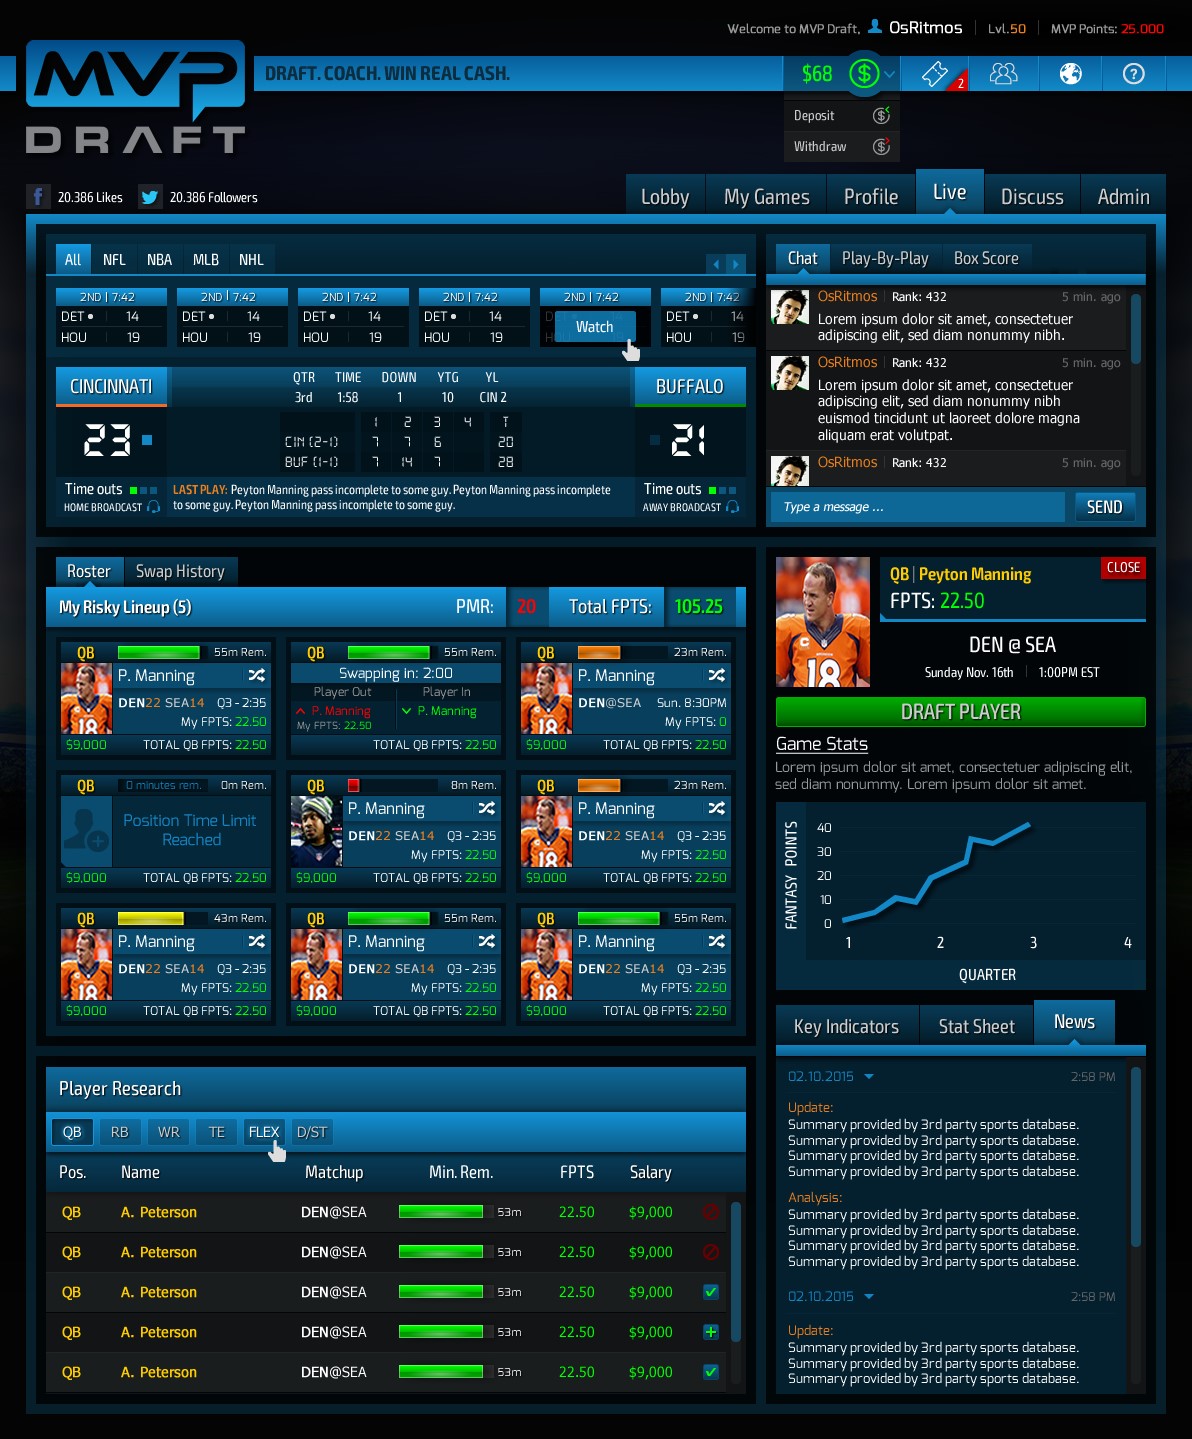 Welcome to MVP Draft, OsRitmos Lvl.50 MVP Points: 25.000
MVP
DRAFT
DRAFT. COACH. WIN REAL CASH.
$68 $ 2 ?
Deposit
Withdraw
20.386 Likes 20.386 Followers
Lobby My Games Profile Live Discuss Admin
All NFL NBA MLB NHL
2ND | 7:42 2ND | 7:42 2ND | 7:42 2ND | 7:42 2ND | 7:42 2ND | 7:42
DET 14 DET 14 DET 14 DET 14 DET 14
HOU 19 HOU 19 HOU 19 HOU 19 HOU 19 HOU 19
Watch
CINCINNATI
QTR TIME DOWN YTG YL
3rd 1:58 1 10 CIN 2
BUFFALO
23
1 2 3 4 T
CIN (2-1) 7 7 6 20
BUF (1-1) 7 14 7 28
21
Time outs
HOME BROADCAST
LAST PLAY: Peyton Manning pass incomplete to some guy. Peyton Manning pass incomplete
to some guy. Peyton Manning pass incomplete to some guy.
Time outs
AWAY BROADCAST
Chat Play-By-Play Box Score
OsRitmos Rank: 432 5 min. ago
Lorem ipsum dolor sit amet, consectetuer
adipiscing elit, sed diam nonummy nibh.
OsRitmos Rank: 432 5 min. ago
Lorem ipsum dolor sit amet, consectetuer
adipiscing elit, sed diam nonummy nibh
euismod tincidunt ut laoreet dolore magna
aliquam erat volutpat.
OsRitmos Rank: 432 5 min. ago
Type a message ... SEND
Roster Swap History
My Risky Lineup (5) PMR: 20 Total FPTS: 105.25
QB 55m Rem.
P. Manning
DEN22 SEA14 Q3 - 2:35
My FPTS: 22.50
$9,000 TOTAL QB FPTS: 22.50
QB 55m Rem.
Swapping in: 2:00
Player Out Player In
P. Manning P. Manning
My FPTS: 22.50
TOTAL QB FPTS: 22.50
QB 23m Rem.
P. Manning
DEN@SEA Sun. 8:30PM
My FPTS: 0
$9,000 TOTAL QB FPTS: 22.50
QB 0 minutes rem. 0m Rem.
Position Time Limit
Reached
$9,000 TOTAL QB FPTS: 22.50
QB 8m Rem.
P. Manning
DEN22 SEA14 Q3 - 2:35
My FPTS: 22.50
$9,000 TOTAL QB FPTS: 22.50
QB 23m Rem.
P. Manning
DEN22 SEA14 Q3 - 2:35
My FPTS: 22.50
$9,000 TOTAL QB FPTS: 22.50
QB 43m Rem.
P. Manning
DEN22 SEA14 Q3 - 2:35
My FPTS: 22.50
$9,000 TOTAL QB FPTS: 22.50
QB 55m Rem.
P. Manning
DEN22 SEA14 Q3 - 2:35
My FPTS: 22.50
$9,000 TOTAL QB FPTS: 22.50
QB 55m Rem.
P. Manning
DEN22 SEA14 Q3 - 2:35
My FPTS: 22.50
$9,000 TOTAL QB FPTS: 22.50
QB | Peyton Manning CLOSE
FPTS: 22.50
18
DEN @ SEA
Sunday Nov. 16th 1:00PM EST
DRAFT PLAYER
Game Stats
Lorem ipsum dolor sit amet, consectetuer adipiscing elit,
sed diam nonummy. Lorem ipsum dolor sit amet.
FANTASY POINTS
40
30
20
10
0
1 2 3 4
QUARTER
Key Indicators Stat Sheet News
02.10.2015 2:58 PM
Update:
Summary provided by 3rd party sports database.
Summary provided by 3rd party sports database.
Summary provided by 3rd party sports database.
Summary provided by 3rd party sports database.
Analysis:
Summary provided by 3rd party sports database.
Summary provided by 3rd party sports database.
Summary provided by 3rd party sports database.
Summary provided by 3rd party sports database.
02.10.2015 2:58 PM
Update:
Summary provided by 3rd party sports database.
Summary provided by 3rd party sports database.
Summary provided by 3rd party sports database.
Player Research
QB RB WR TE FLEX D/ST
Pos. Name Matchup Min. Rem. FPTS Salary
QB A. Peterson DEN@SEA 53m 22.50 $9,000
QB A. Peterson DEN@SEA 53m 22.50 $9,000
QB A. Peterson DEN@SEA 53m 22.50 $9,000
QB A. Peterson DEN@SEA 53m 22.50 $9,000
QB A. Peterson DEN@SEA 53m 22.50 $9,000